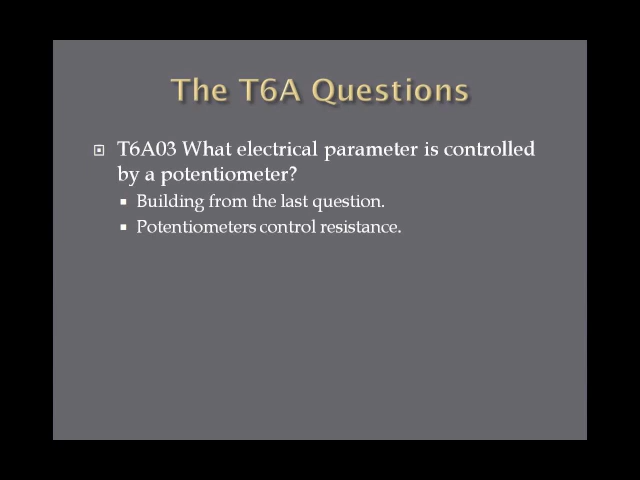 The T6A Questions
T6A03 What electrical parameter is controlled
by a potentiometer?
Building from the last question.
Potentiometers control resistance.